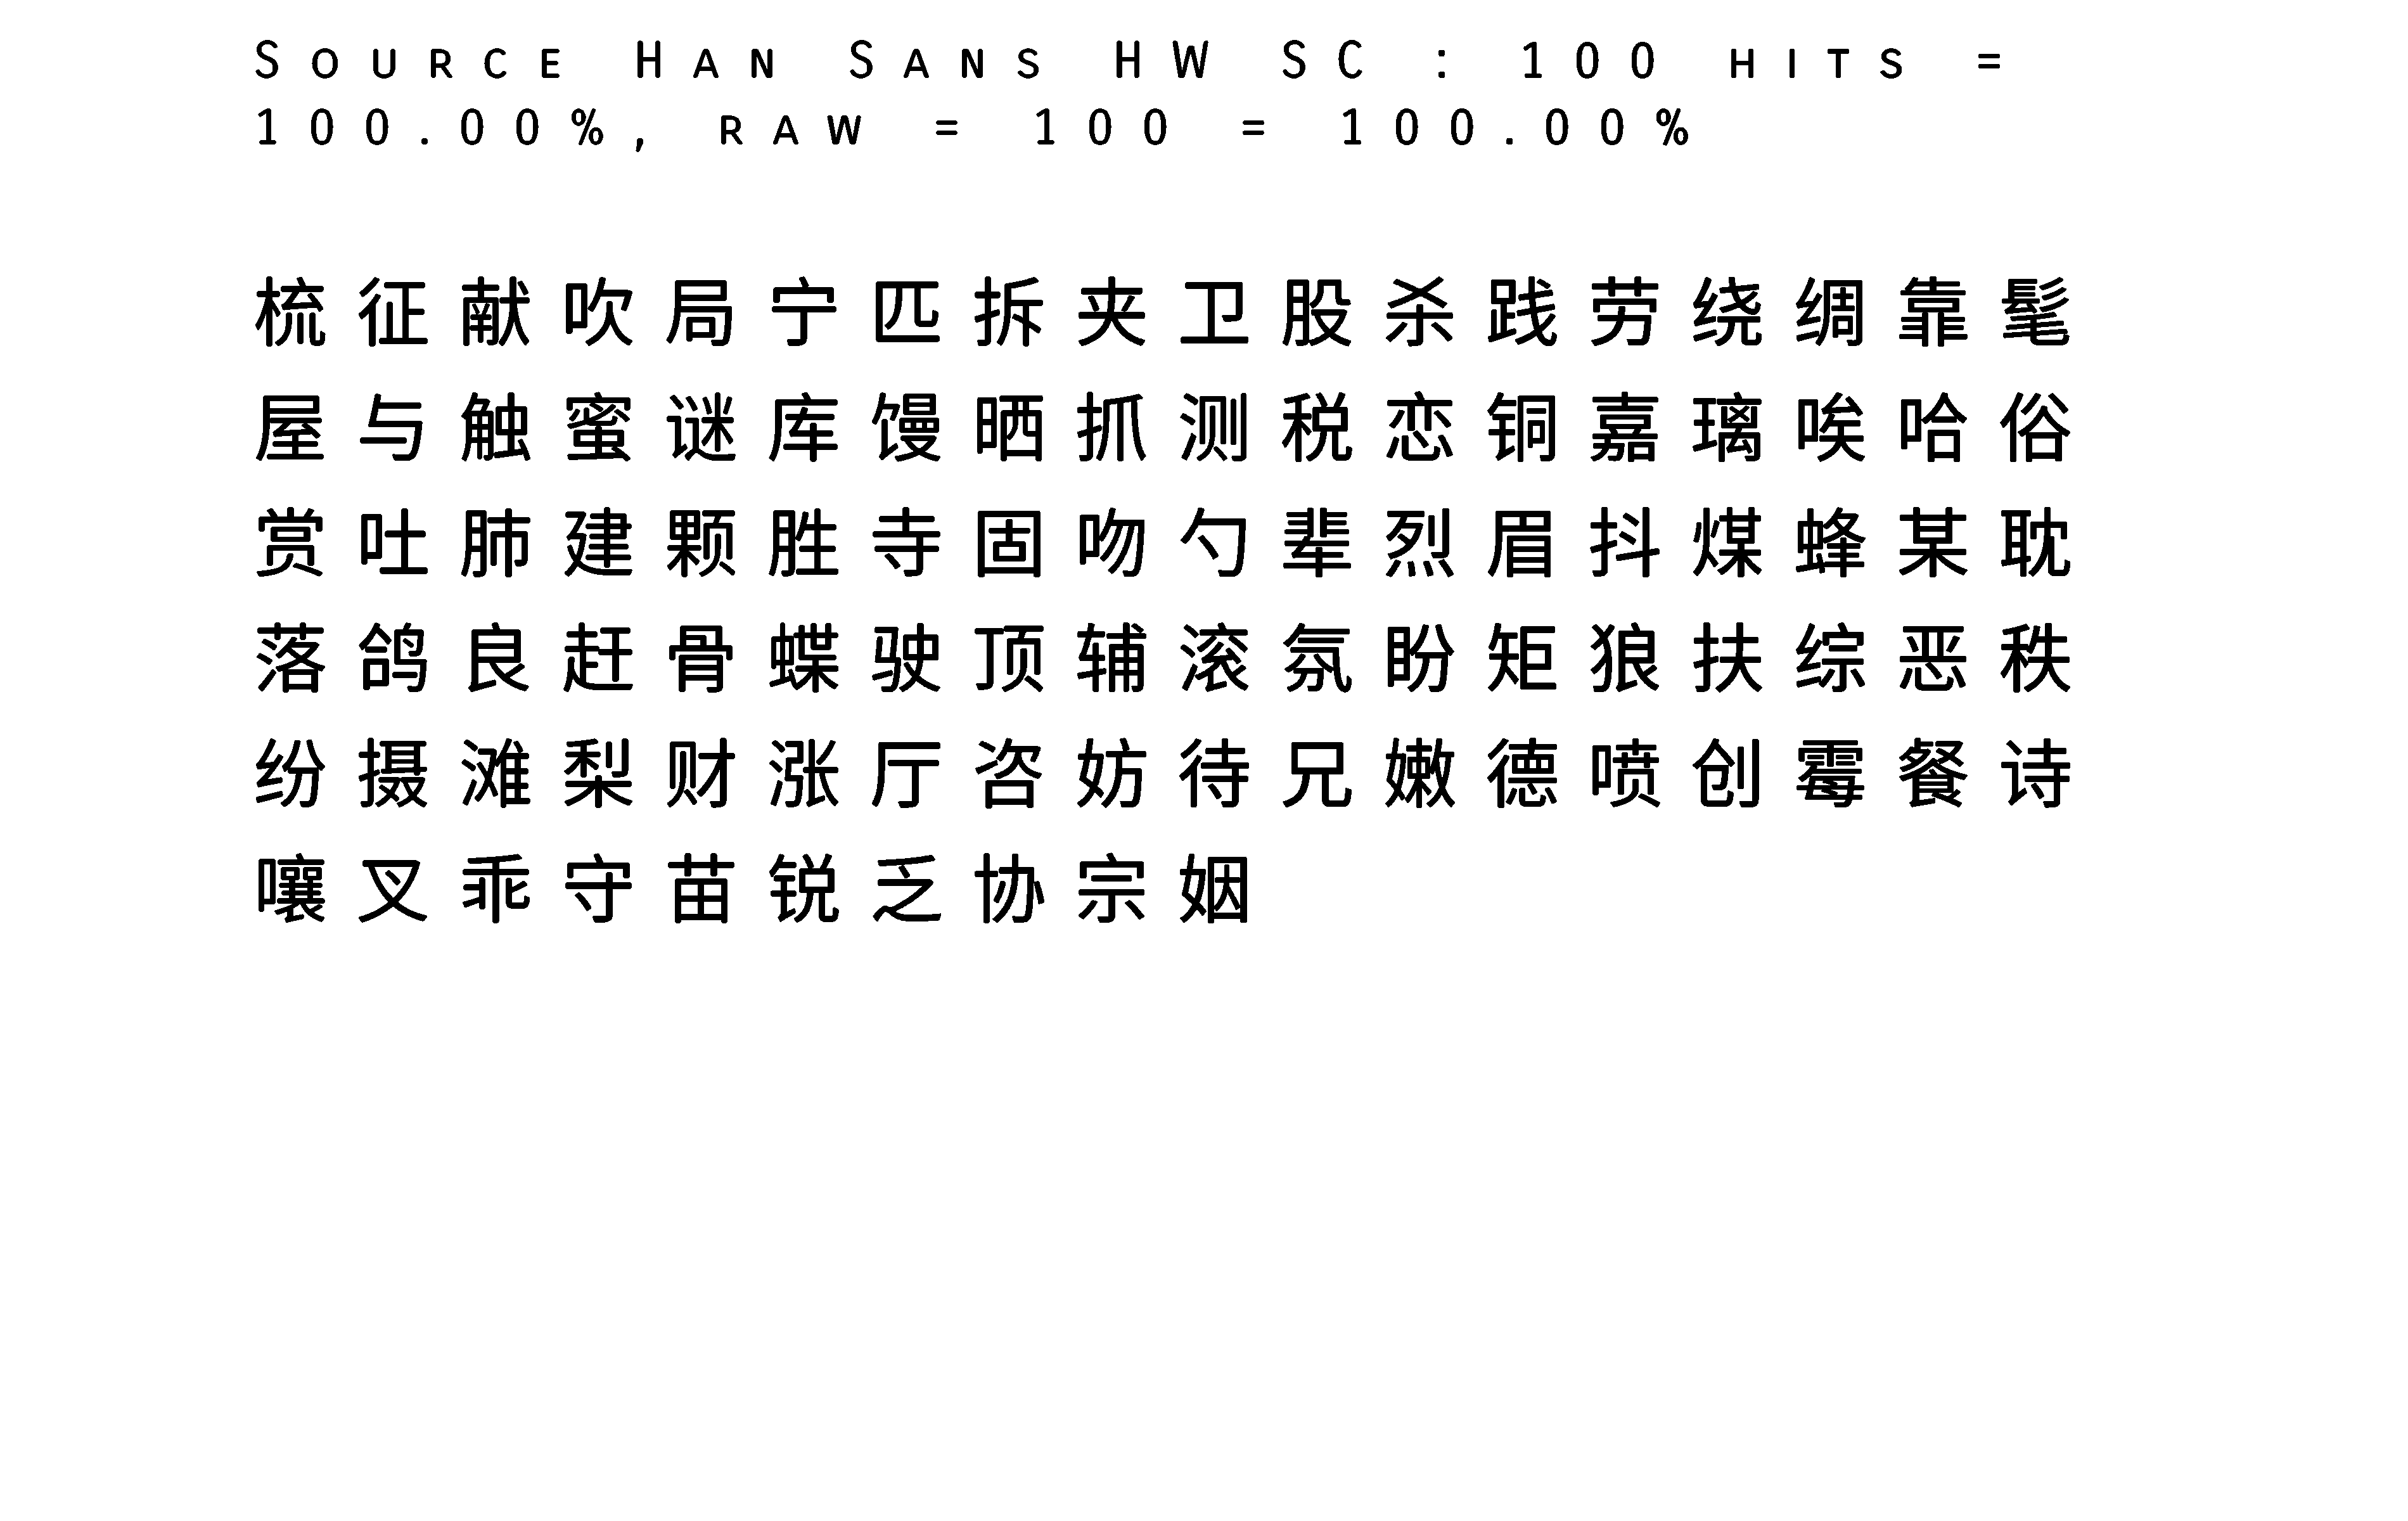 Source Han Sans HW SC : 100 hits =
100.00%, raw = 100 = 100.00%
梳征献吹局宁匹拆夹卫股杀践劳绕绸靠髦
屋与触蜜谜库馒晒抓测税恋铜嘉璃唉哈俗
赏吐肺建颗胜寺固吻勺辈烈眉抖煤蜂某耽
落鸽良赶骨蝶驶顶辅滚氛盼矩狼扶综恶秩
纷摄滩梨财涨厅咨妨待兄嫩德喷创霉餐诗
嚷叉乖守苗锐乏协宗姻